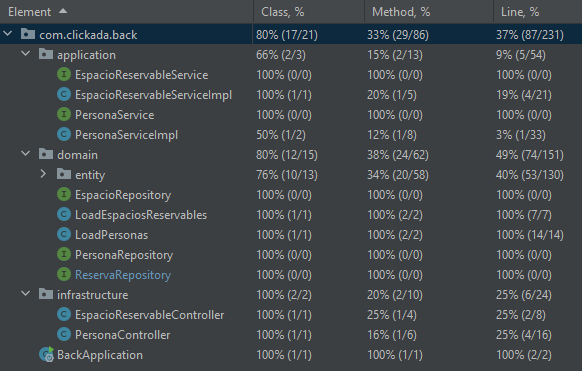 Element Class, % Method, % Line, %
com.clickada.back 80% (17/21) 33% (29/86) 37% (87/231)
application 66% (2/3) 15% (2/13) 9% (5/54)
EspacioReservableService 100% (0/0) 100% (0/0) 100% (0/0)
EspacioReservableServiceImpl 100% (1/1) 20% (1/5) 19% (4/21)
PersonaService 100% (0/0) 100% (0/0) 100% (0/0)
PersonaServiceImpl 50% (1/2) 12% (1/8) 3% (1/33)
domain 80% (12/15) 38% (24/62) 49% (74/151)
entity 76% (10/13) 34% (20/58) 40% (53/130)
EspacioRepository 100% (0/0) 100% (0/0) 100% (0/0)
LoadEspaciosReservables 100% (1/1) 100% (2/2) 100% (7/7)
LoadPersonas 100% (1/1) 100% (2/2) 100% (14/14)
PersonaRepository 100% (0/0) 100% (0/0) 100% (0/0)
ReservaRepository 100% (0/0) 100% (0/0) 100% (0/0)
infrastructure 100% (2/2) 20% (2/10) 25% (6/24)
EspacioReservableController 100% (1/1) 25% (1/4) 25% (2/8)
PersonaController 100% (1/1) 16% (1/6) 25% (4/16)
BackApplication 100% (1/1) 100% (1/1) 100% (2/2)